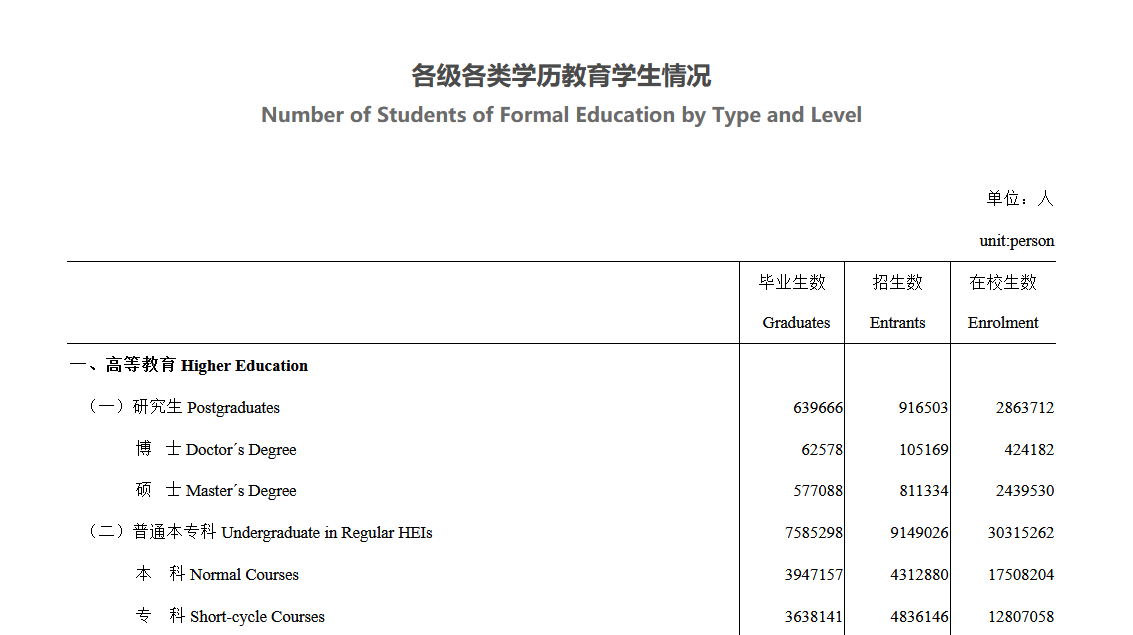 各级各类学历教育学生情况
Number of Students of Formal Education by Type and Level
单位：人
unit:person
毕业生数 招生数 在校生数
Graduates Entrants Enrolment
一、高等教育 Higher Education
（一）研究生 Postgraduates 639666 916503 2863712
博 士 Doctor´s Degree 62578 105169 424182
硕 士 Master´s Degree 577088 811334 2439530
（二）普通本专科 Undergraduate in Regular HEIs 7585298 9149026 30315262
本 科 Normal Courses 3947157 4312880 17508204
专 科 Short-cycle Courses 3638141 4836146 12807058